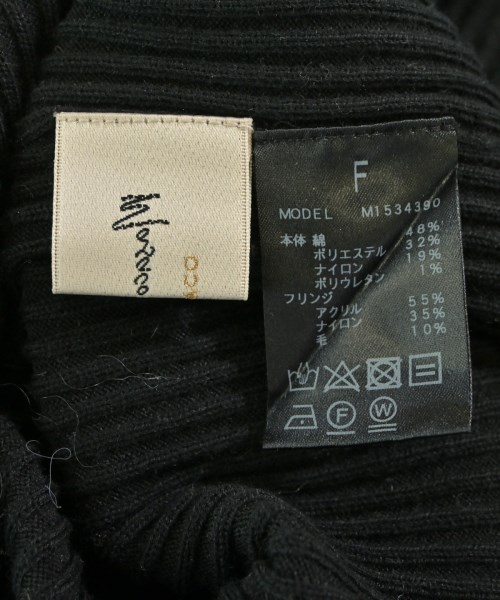 F
MODEL M1534390
本体 綿 48%
ポリエステル 32%
ナイロン 19%
ポリウレタン 1%
フリンジ
アクリル 55%
ナイロン 35%
毛 10%
F
W